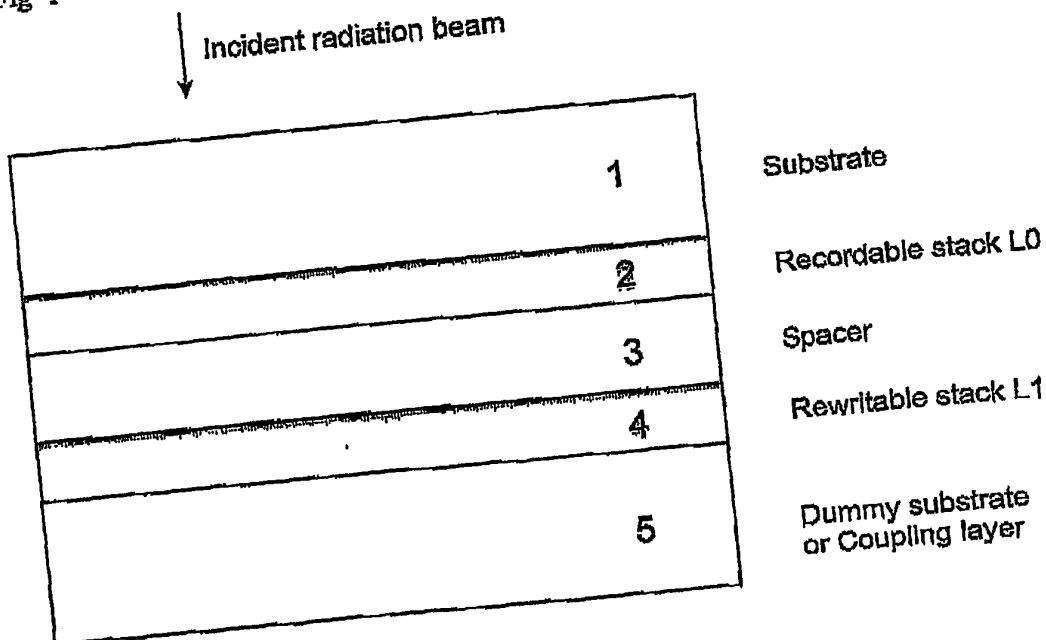 Incident radiation beam
1
Substrate
2
Recordable stack L0
3
Spacer
4
Rewritable stack L1
5
Dummy substrate
or Coupling layer